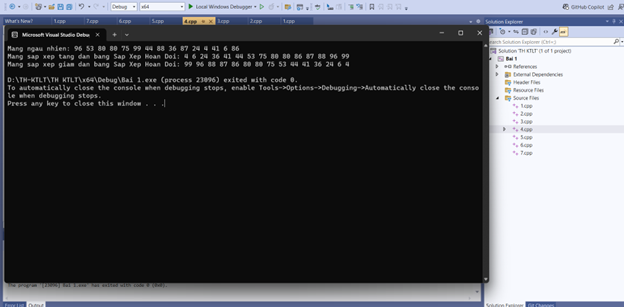 Debug
x64
Local Windows Debugger
GitHub Copilot
What's New?
1.cpp
7.cpp
6.cpp
5.cpp
4.cpp
3.cpp
2.cpp
1.cpp
Solution Explorer
Microsoft Visual Studio Debu
Mang ngau nhien: 96 53 80 80 75 99 44 88 36 87 24 4 41 6 86
Mang sap xep tang dan bang Sap Xep Hoan Doi: 4 6 24 36 41 44 53 75 80 80 86 87 88 96 99
Mang sap xep giam dan bang Sap Xep Hoan Doi: 99 96 88 87 86 80 80 75 53 44 41 36 24 6 4
D:\TH-KTLT\TH KTLT\x64\Debug\Bai 1.exe (process 23096) exited with code 0.
To automatically close the console when debugging stops, enable Tools->Options->Debugging->Automatically close the conso
le when debugging stops.
Press any key to close this window . . .
Search Solution Explorer (Ctrl+;)
Solution 'TH KTLT' (1 of 1 project)
Bai 1
References
External Dependencies
Header Files
Resource Files
Source Files
1.cpp
2.cpp
3.cpp
4.cpp
5.cpp
6.cpp
7.cpp
The program '[23096] Bai 1.exe' has exited with code 0 (0x0).
Error List
Output
Solution Explorer
Git Changes